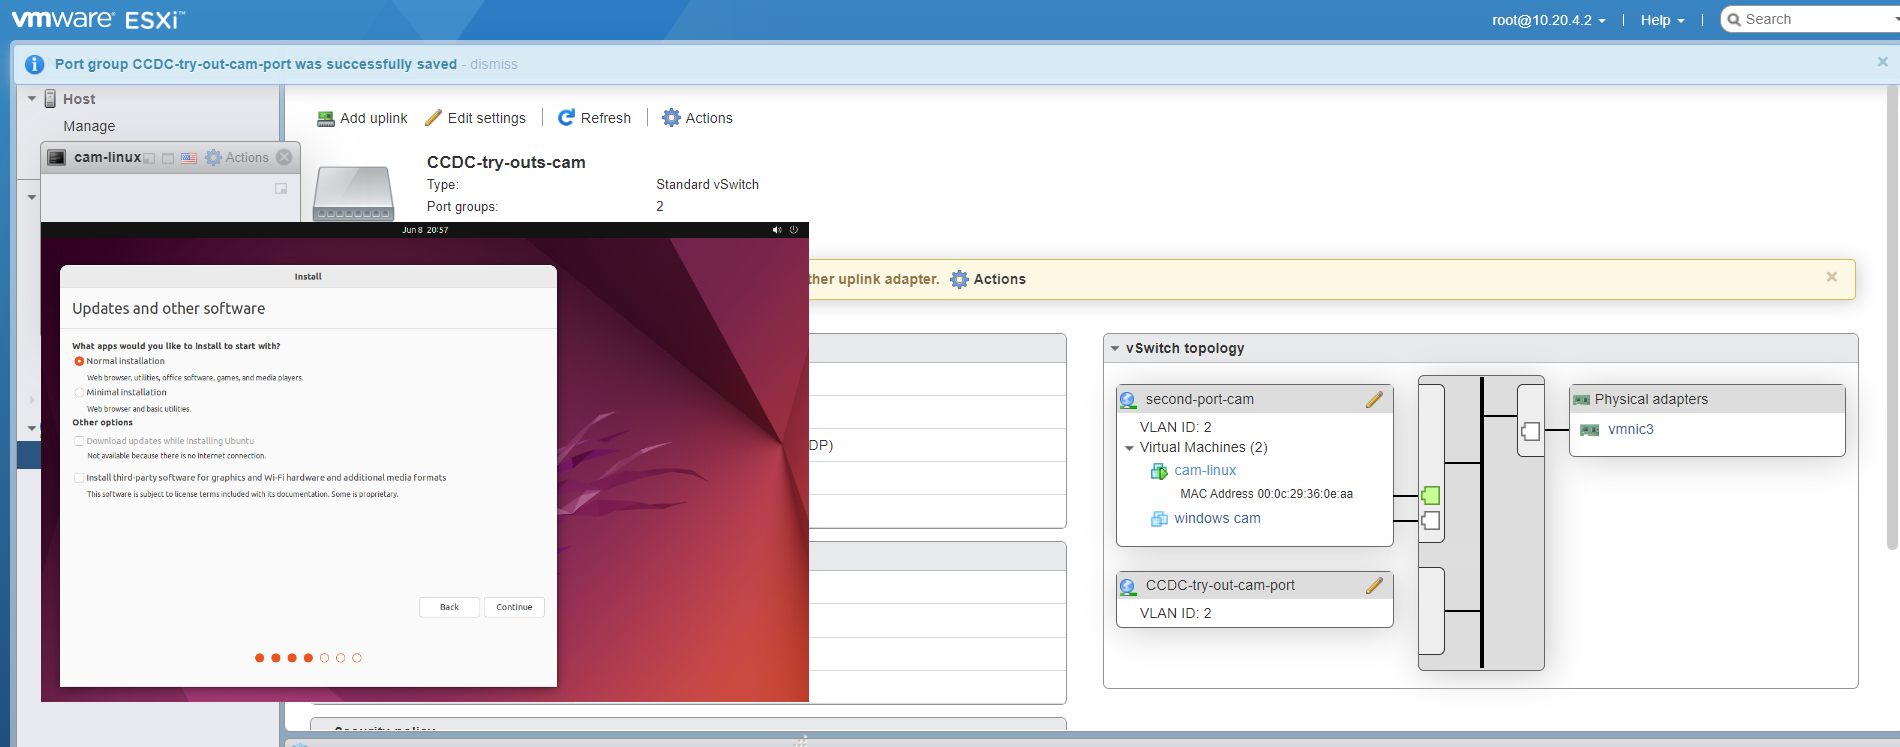 vmware ESXi™
root@10.20.4.2 | Help | Search
Port group CCDC-try-out-cam-port was successfully saved - dismiss
Host
Manage
cam-linux Actions
Add uplink Edit settings | Refresh | Actions
CCDC-try-outs-cam
Type: Standard vSwitch
Port groups: 2
Jun 8 20:57
Install
Updates and other software
What apps would you like to install to start with?
Normal installation
Web browser, utilities, office software, games, and media players.
Minimal installation
Web browser and basic utilities.
Other options
Download updates while installing Ubuntu
Not available because there is no Internet connection.
Install third-party software for graphics and Wi-Fi hardware and additional media formats
This software is subject to license terms included with its documentation. Some is proprietary.
Back Continue
ther uplink adapter. Actions
DP)
Security policy
vSwitch topology
second-port-cam
VLAN ID: 2
Virtual Machines (2)
cam-linux
MAC Address 00:0c:29:36:0e:aa
windows cam
CCDC-try-out-cam-port
VLAN ID: 2
Physical adapters
vmnic3